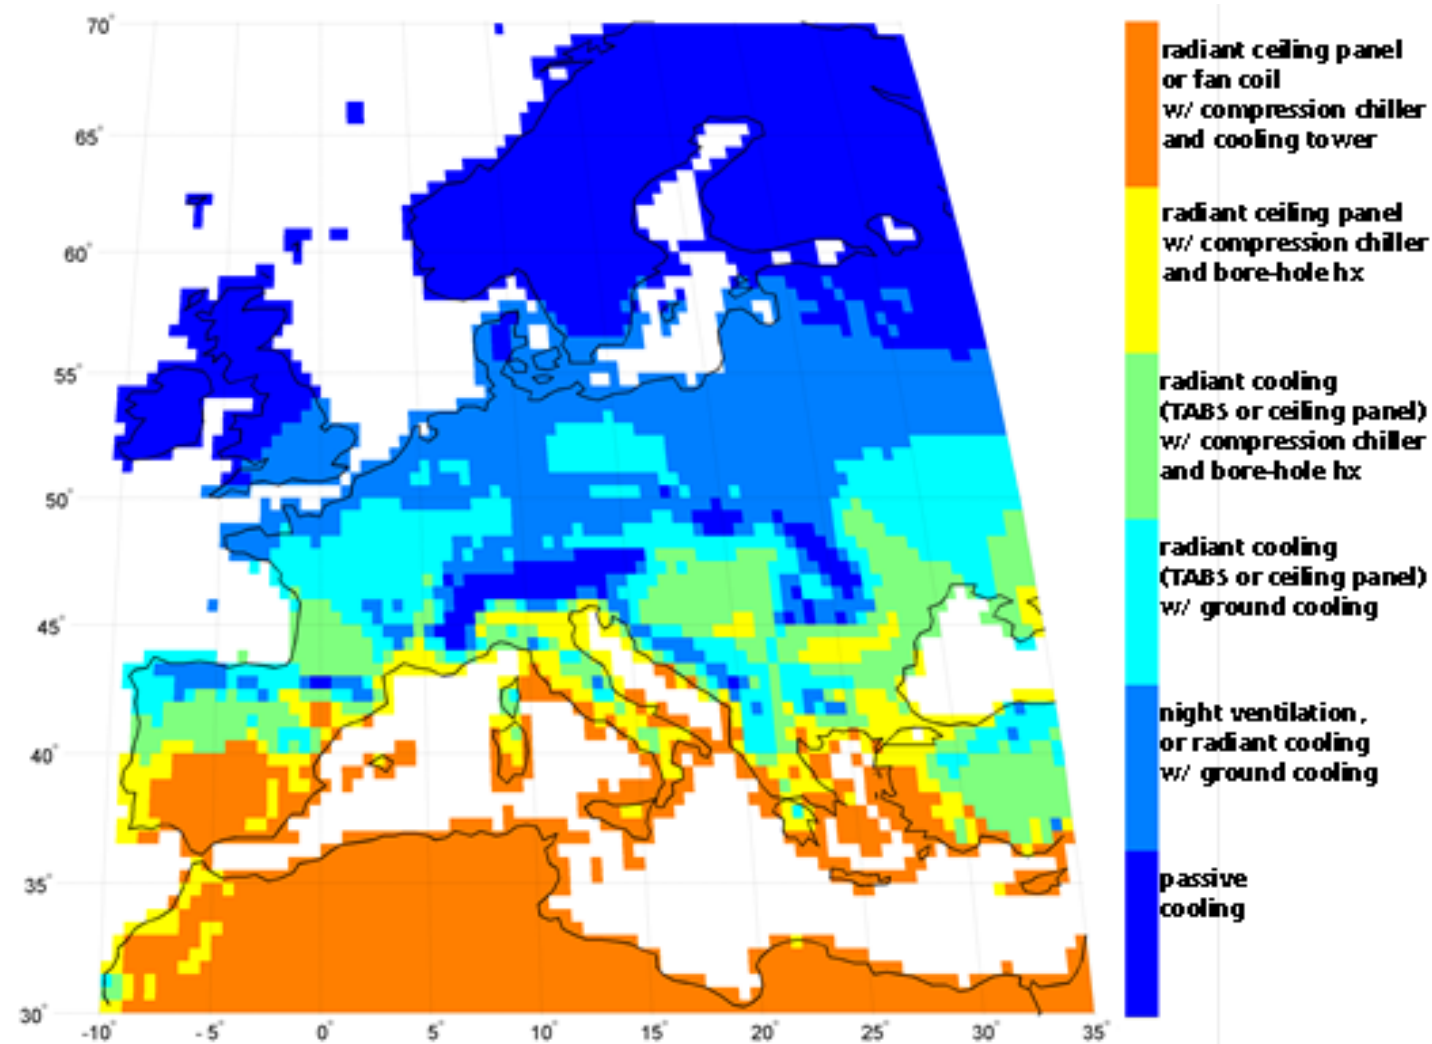 70°
65°
60°
55°
50°
45°
40°
35°
30°
-10° -5° 0° 5° 10° 15° 20° 25° 30° 35°
radiant ceiling panel
or fan coil
w/ compression chiller
and cooling tower
radiant ceiling panel
w/ compression chiller
and bore-hole hx
radiant cooling
(TABS or ceiling panel)
w/ compression chiller
and bore-hole hx
radiant cooling
(TABS or ceiling panel)
w/ ground cooling
night ventilation,
or radiant cooling
w/ ground cooling
passive
cooling